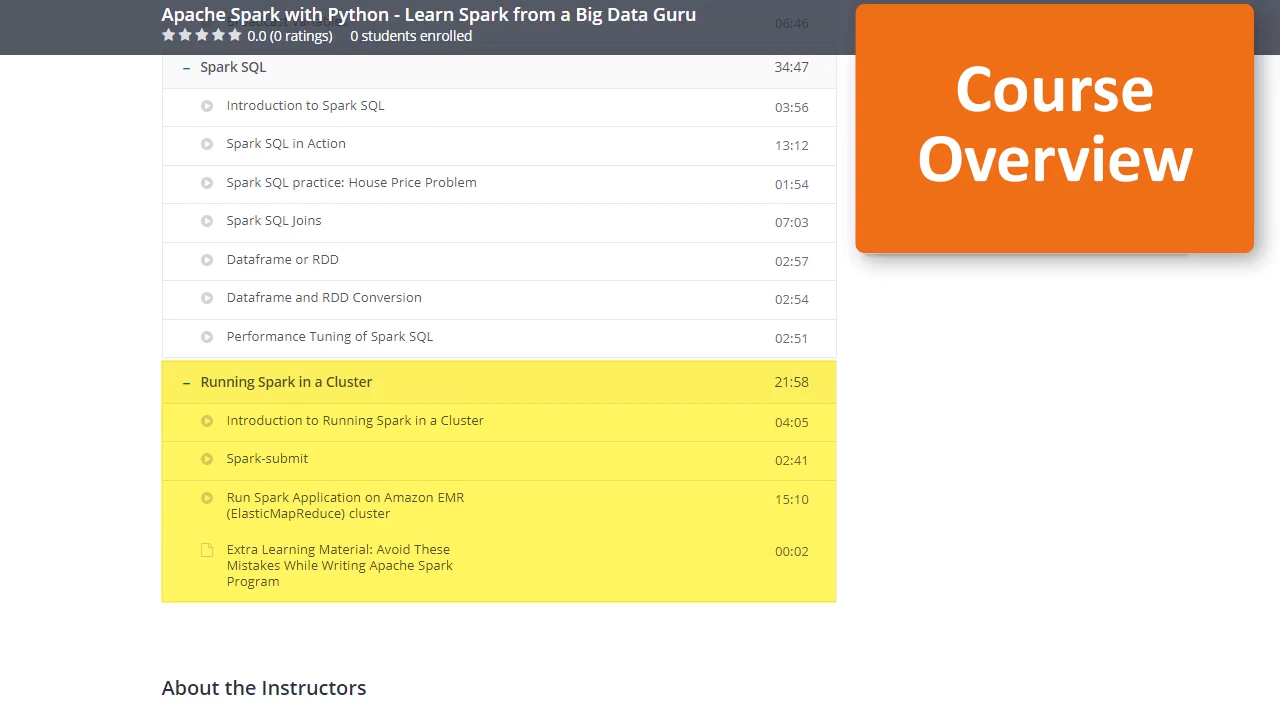 Apache Spark with Python - Learn Spark from a Big Data Guru
0.0 (0 ratings) 0 students enrolled
Broadcast Variables 06:46
Course
Overview
– Spark SQL 34:47
Introduction to Spark SQL 03:56
Spark SQL in Action 13:12
Spark SQL practice: House Price Problem 01:54
Spark SQL Joins 07:03
Dataframe or RDD 02:57
Dataframe and RDD Conversion 02:54
Performance Tuning of Spark SQL 02:51
– Running Spark in a Cluster 21:58
Introduction to Running Spark in a Cluster 04:05
Spark-submit 02:41
Run Spark Application on Amazon EMR 15:10
(ElasticMapReduce) cluster
Extra Learning Material: Avoid These 00:02
Mistakes While Writing Apache Spark
Program
About the Instructors